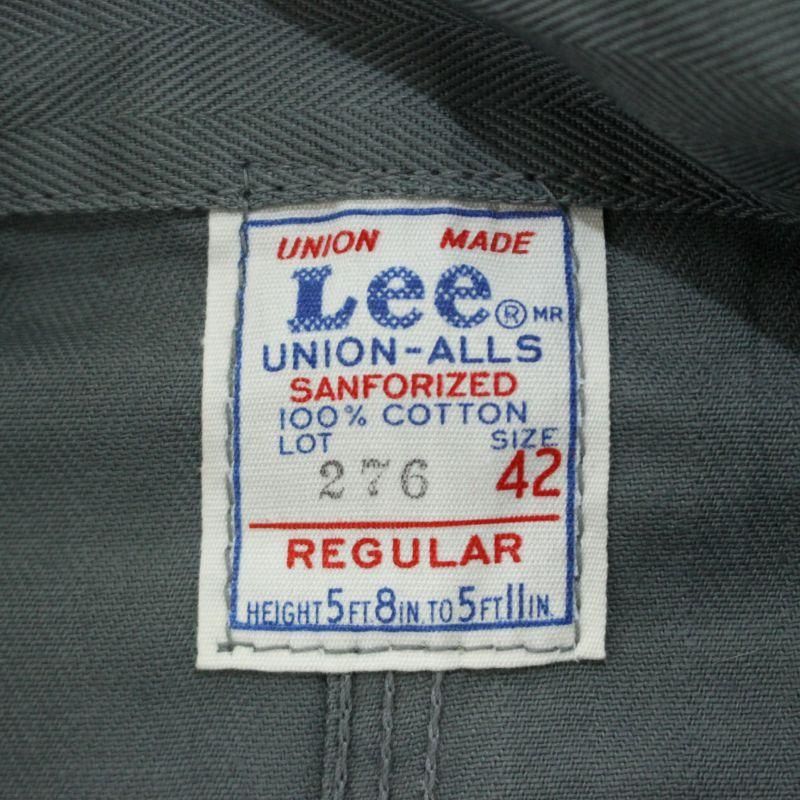 UNION MADE
Lee® MR
UNION-ALLS
SANFORIZED
100% COTTON
LOT SIZE
276 42
REGULAR
HEIGHT 5 FT. 8 IN. TO 5 FT. 11 IN.